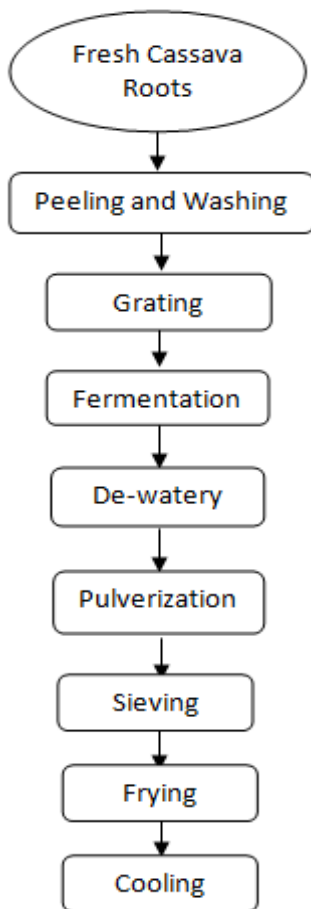 Fresh Cassava
Roots
Peeling and Washing
Grating
Fermentation
De-watery
Pulverization
Sieving
Frying
Cooling